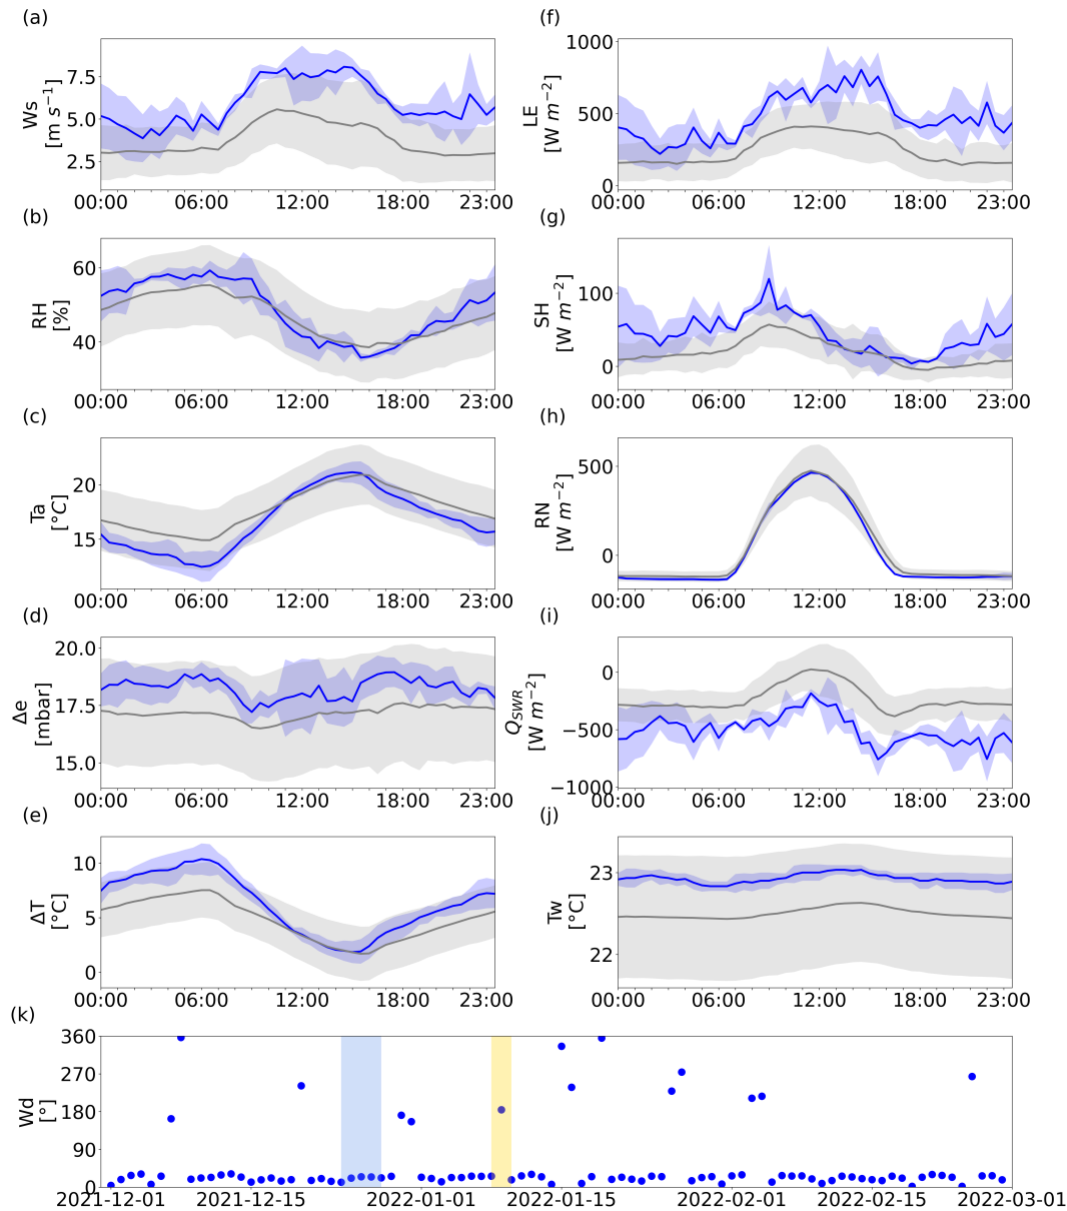 (a)
Ws
[m s⁻¹]
7.5
5.0
2.5
00:00 06:00 12:00 18:00 23:00
(b)
RH
[%]
60
40
00:00 06:00 12:00 18:00 23:00
(c)
Ta
[°C]
20
15
00:00 06:00 12:00 18:00 23:00
(d)
Δe
[mbar]
20.0
17.5
15.0
00:00 06:00 12:00 18:00 23:00
(e)
ΔT
[°C]
10
5
0
00:00 06:00 12:00 18:00 23:00
(f)
LE
[W m⁻²]
1000
500
0
00:00 06:00 12:00 18:00 23:00
(g)
SH
[W m⁻²]
100
0
00:00 06:00 12:00 18:00 23:00
(h)
RN
[W m⁻²]
500
0
00:00 06:00 12:00 18:00 23:00
(i)
Q_SWR
[W m⁻²]
0
−500
−1000
00:00 06:00 12:00 18:00 23:00
(j)
Tw
[°C]
23
22
00:00 06:00 12:00 18:00 23:00
(k)
Wd
[°]
360
270
180
90
0
2021-12-01 2021-12-15 2022-01-01 2022-01-15 2022-02-01 2022-02-15 2022-03-01